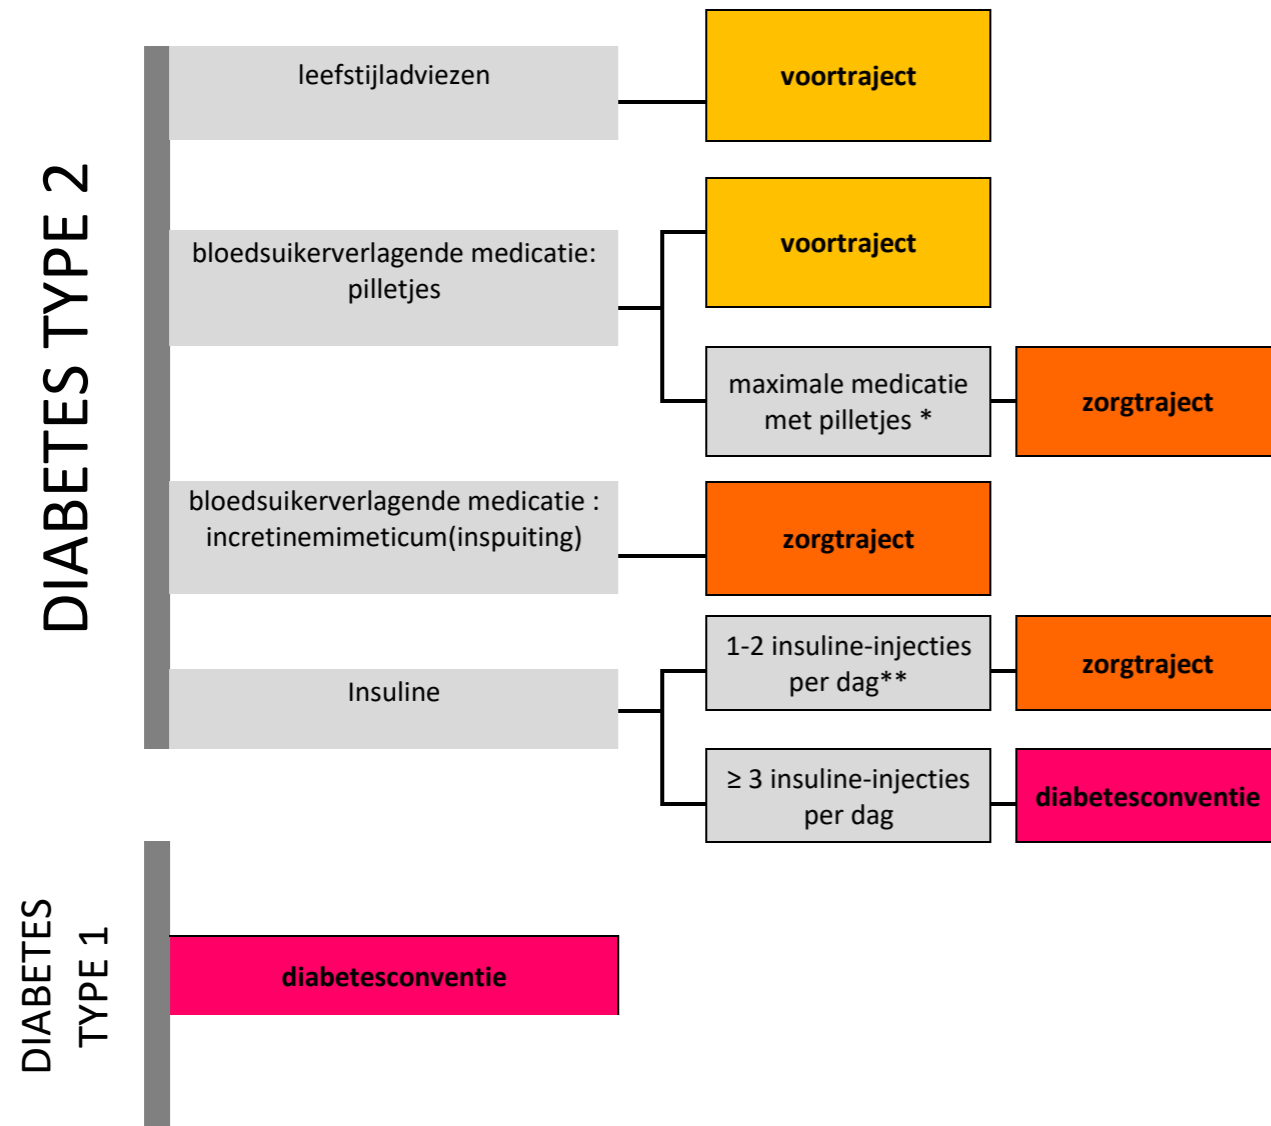 DIABETES TYPE 2
leefstijladviezen
voortraject
bloedsuikerverlagende medicatie:
pilletjes
voortraject
maximale medicatie
met pilletjes *
zorgtraject
bloedsuikerverlagende medicatie :
incretinemimeticum(inspuiting)
zorgtraject
Insuline
1-2 insuline-injecties
per dag**
zorgtraject
≥ 3 insuline-injecties
per dag
diabetesconventie
DIABETES
TYPE 1
diabetesconventie